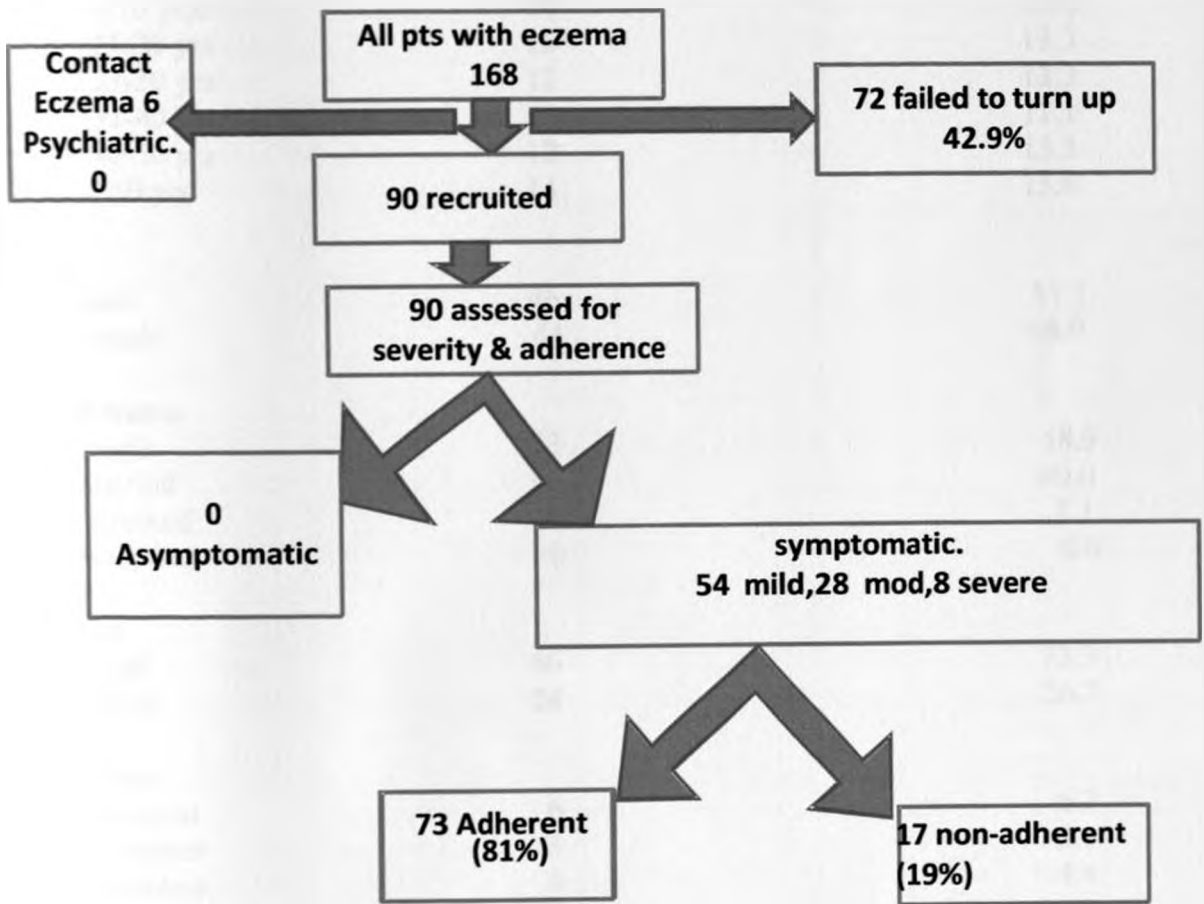 All pts with eczema
168
Contact
Eczema 6
Psychiatric.
0
72 failed to turn up
42.9%
90 recruited
90 assessed for
severity & adherence
0
Asymptomatic
symptomatic.
54 mild,28 mod,8 severe
73 Adherent
(81%)
17 non-adherent
(19%)